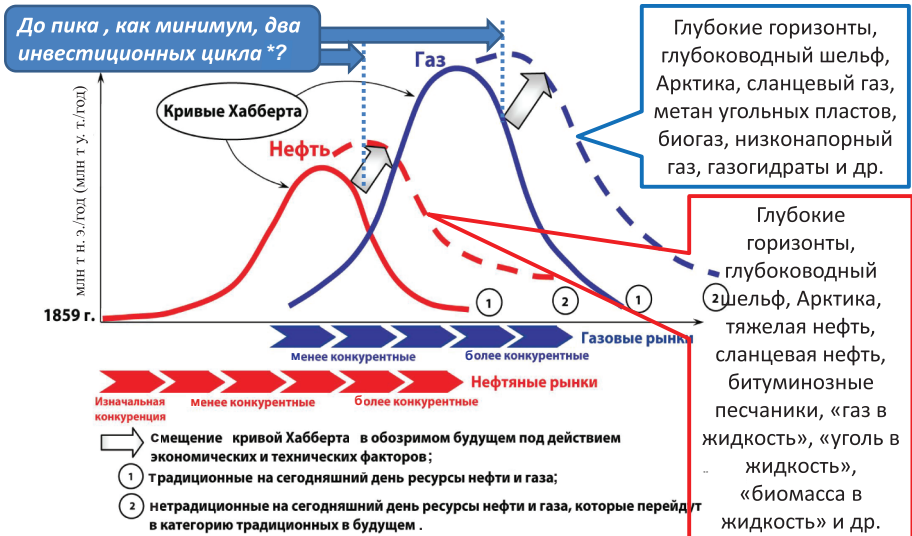 До пика , как минимум, два
инвестиционных цикла *?
Глубокие горизонты,
глубоководный шельф,
Арктика, сланцевый газ,
метан угольных пластов,
биогаз, низконапорный
газ, газогидраты и др.
Газ
Кривые Хабберта
Нефть
млн т н. э./год (млн т у. т./год)
Глубокие
горизонты,
глубоководный
шельф, Арктика,
тяжелая нефть,
сланцевая нефть,
битуминозные
песчаники, «газ в
жидкость», «уголь в
жидкость»,
«биомасса в
жидкость» и др.
1
2
1
2
1859 г.
Газовые рынки
менее конкурентные
более конкурентные
Нефтяные рынки
Изначальная
конкуренция
менее конкурентные
более конкурентные
смещение кривой Хабберта в обозримом будущем под действием
экономических и технических факторов;
1 традиционные на сегодняшний день ресурсы нефти и газа;
2 нетрадиционные на сегодняшний день ресурсы нефти и газа, которые перейдут
в категорию традиционных в будущем .